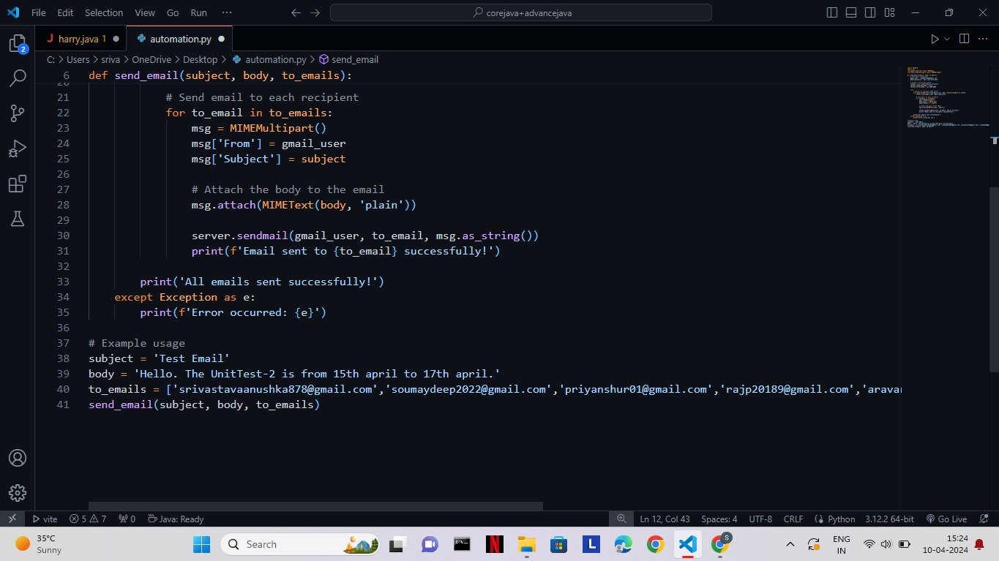 File Edit Selection View Go Run ··· corejava+advancejava
harry.java 1 automation.py
C: > Users > sriva > OneDrive > Desktop > automation.py > send_email
2
6 def send_email(subject, body, to_emails):
20
21 # Send email to each recipient
22 for to_email in to_emails:
23 msg = MIMEMultipart()
24 msg['From'] = gmail_user
25 msg['Subject'] = subject
26
27 # Attach the body to the email
28 msg.attach(MIMEText(body, 'plain'))
29
30 server.sendmail(gmail_user, to_email, msg.as_string())
31 print(f'Email sent to {to_email} successfully!')
32
33 print('All emails sent successfully!')
34 except Exception as e:
35 print(f'Error occurred: {e}')
36
37 # Example usage
38 subject = 'Test Email'
39 body = 'Hello. The UnitTest-2 is from 15th april to 17th april.'
40 to_emails = ['srivastavaanushka878@gmail.com','soumaydeep2022@gmail.com','priyanshur01@gmail.com','rajp20189@gmail.com','aravar
41 send_email(subject, body, to_emails)
vite 5 7 0 Java: Ready Ln 12, Col 43 Spaces: 4 UTF-8 CRLF Python 3.12.2 64-bit Go Live
35°C
Sunny
Search
L
S
ENG
IN
15:24
10-04-2024